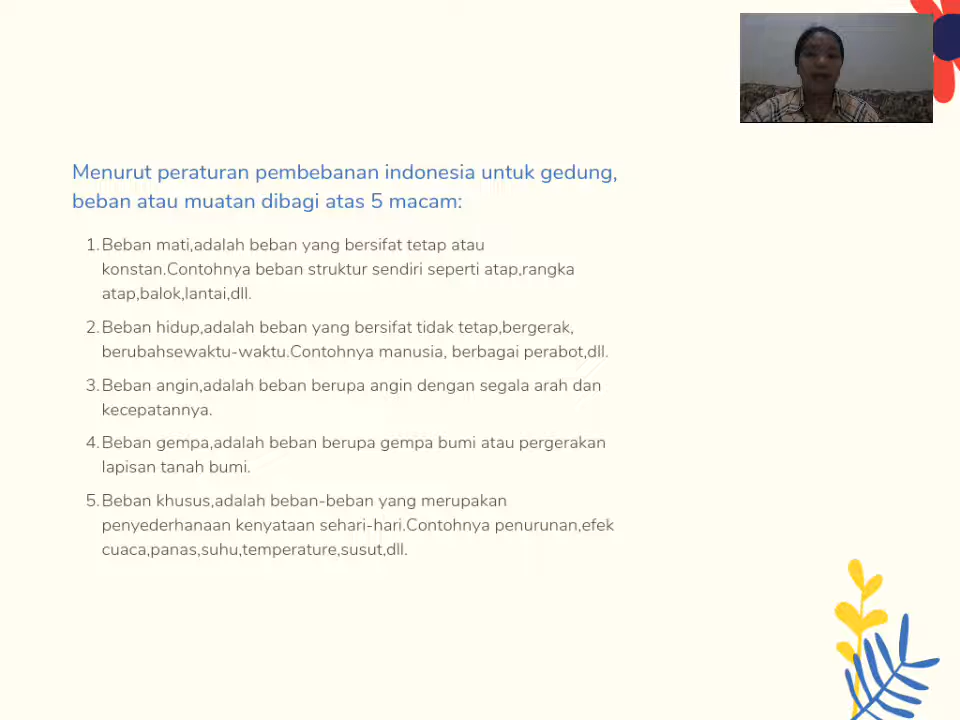 Menurut peraturan pembebanan indonesia untuk gedung,
beban atau muatan dibagi atas 5 macam:
1. Beban mati,adalah beban yang bersifat tetap atau
konstan.Contohnya beban struktur sendiri seperti atap,rangka
atap,balok,lantai,dll.
2. Beban hidup,adalah beban yang bersifat tidak tetap,bergerak,
berubahsewaktu-waktu.Contohnya manusia, berbagai perabot,dll.
3. Beban angin,adalah beban berupa angin dengan segala arah dan
kecepatannya.
4. Beban gempa,adalah beban berupa gempa bumi atau pergerakan
lapisan tanah bumi.
5. Beban khusus,adalah beban-beban yang merupakan
penyederhanaan kenyataan sehari-hari.Contohnya penurunan,efek
cuaca,panas,suhu,temperature,susut,dll.